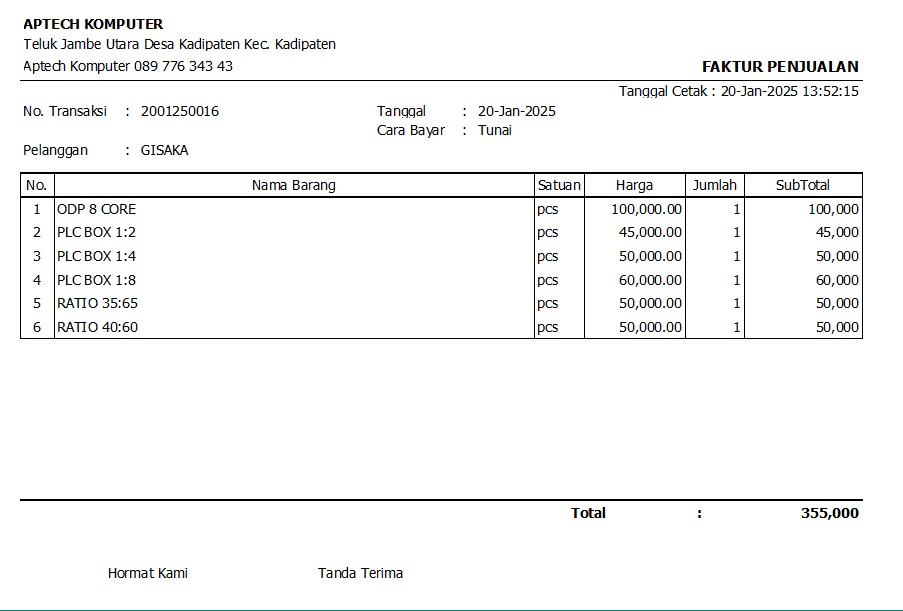 APTECH KOMPUTER
Teluk Jambe Utara Desa Kadipaten Kec. Kadipaten
Aptech Komputer 089 776 343 43
FAKTUR PENJUALAN
Tanggal Cetak : 20-Jan-2025 13:52:15
No. Transaksi : 2001250016 Tanggal : 20-Jan-2025
Cara Bayar : Tunai
Pelanggan : GISAKA
No. Nama Barang Satuan Harga Jumlah SubTotal
1 ODP 8 CORE pcs 100,000.00 1 100,000
2 PLC BOX 1:2 pcs 45,000.00 1 45,000
3 PLC BOX 1:4 pcs 50,000.00 1 50,000
4 PLC BOX 1:8 pcs 60,000.00 1 60,000
5 RATIO 35:65 pcs 50,000.00 1 50,000
6 RATIO 40:60 pcs 50,000.00 1 50,000
Total : 355,000
Hormat Kami Tanda Terima